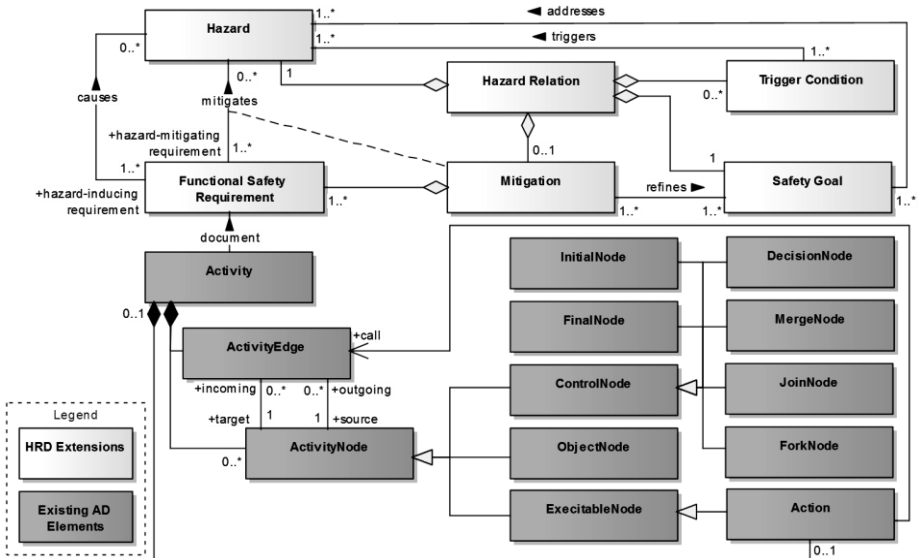 1..*
addresses
Hazard
0..*
1..*
triggers
1..*
1
Hazard Relation
Trigger Condition
0..*
0..*
causes
mitigates
+hazard-mitigating
requirement
1..*
0..1
1
1..*
Functional Safety
Requirement
1..*
Mitigation
refines
Safety Goal
1..*
1..*
1..*
+hazard-inducing
requirement
document
Activity
InitialNode
DecisionNode
0..1
ActivityEdge
+call
FinalNode
MergeNode
+incoming
0..*
0..*
+outgoing
ControlNode
JoinNode
+target
1
1
+source
Legend
HRD Extensions
ActivityNode
0..*
ObjectNode
ForkNode
Existing AD
Elements
ExecitableNode
Action
0..1